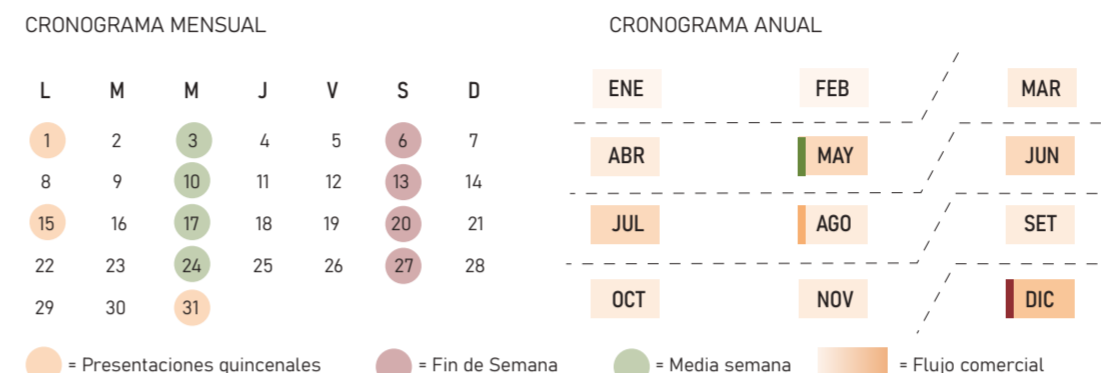 CRONOGRAMA MENSUAL
L M M J V S D
1 2 3 4 5 6 7
8 9 10 11 12 13 14
15 16 17 18 19 20 21
22 23 24 25 26 27 28
29 30 31
CRONOGRAMA ANUAL
ENE FEB MAR
ABR MAY JUN
JUL AGO SET
OCT NOV DIC
= Presentaciones quincenales = Fin de Semana = Media semana = Flujo comercial